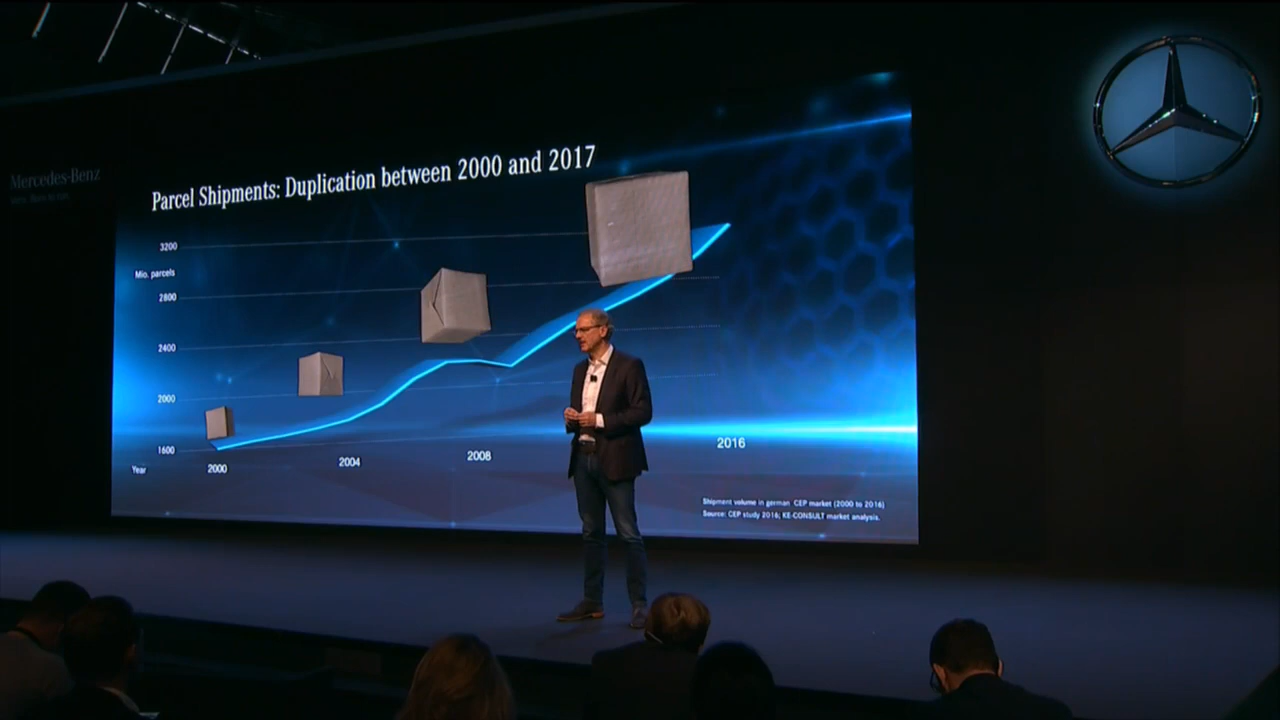 Mercedes-Benz
Parcel Shipments: Duplication between 2000 and 2017
3200
Mio. parcels
2800
2400
2000
1600
Year
2000
2004
2008
2016
Shipment volume in german CEP market (2000 to 2016)
Source: CEP study 2016; KE-CONSULT market analysis.